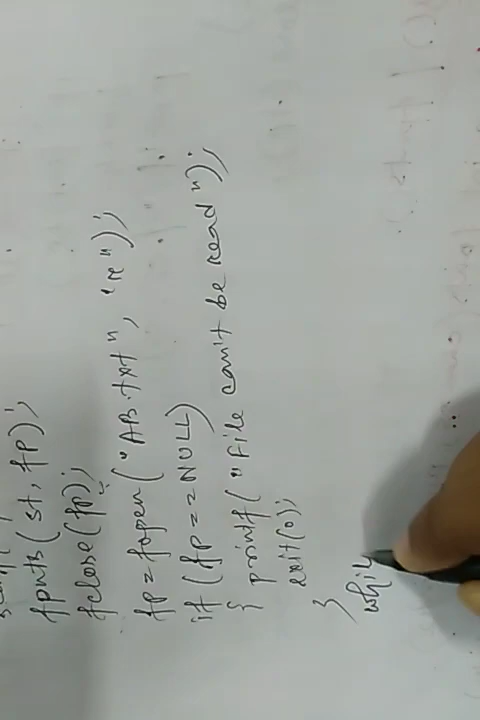 fputs(st, fp);
fclose(fp);
fp = fopen("AB.txt", "r");
if (fp == NULL)
{ printf("File can't be read");
exit(0);
}
whil